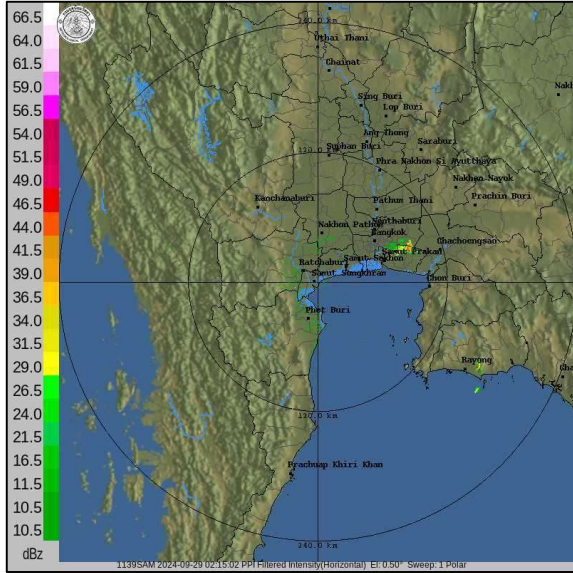 66.5
64.0
61.5
59.0
56.5
54.0
51.5
49.0
46.5
44.0
41.5
39.0
36.5
34.0
31.5
29.0
26.5
24.0
21.5
16.5
11.5
10.5
10.5
dBz
Uthai Thani
Chainat
Sing Buri
Lop Buri
Ang Thong
Saraburi
Suphan Buri
Phra Nakhon Si Ayutthaya
Nakhon Nayok
Kanchanaburi
Prachin Buri
Pathum Thani
Nonthaburi
Nakhon Pathom
Bangkok
Chachoengsao
Samut Prakan
Samut Sakhon
Ratchaburi
Samut Songkhram
Chon Buri
Phet Buri
Rayong
Cha
Prachuap Khiri Khan
240.0 km
1139SAM 2024-09-29 02:15:02 PPI Filtered Intensity(Horizontal) El: 0.50° Sweep: 1 Polar